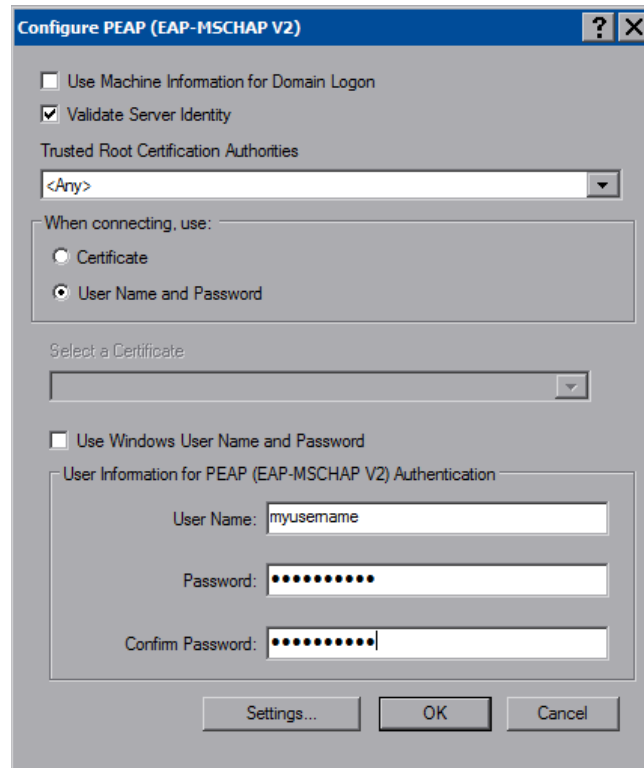 Configure PEAP (EAP-MSCHAP V2)
Use Machine Information for Domain Logon
Validate Server Identity
Trusted Root Certification Authorities
<Any>
When connecting, use:
Certificate
User Name and Password
Select a Certificate
Use Windows User Name and Password
User Information for PEAP (EAP-MSCHAP V2) Authentication
User Name: myusername
Password: ●●●●●●●●●●
Confirm Password: ●●●●●●●●●●
Settings... OK Cancel